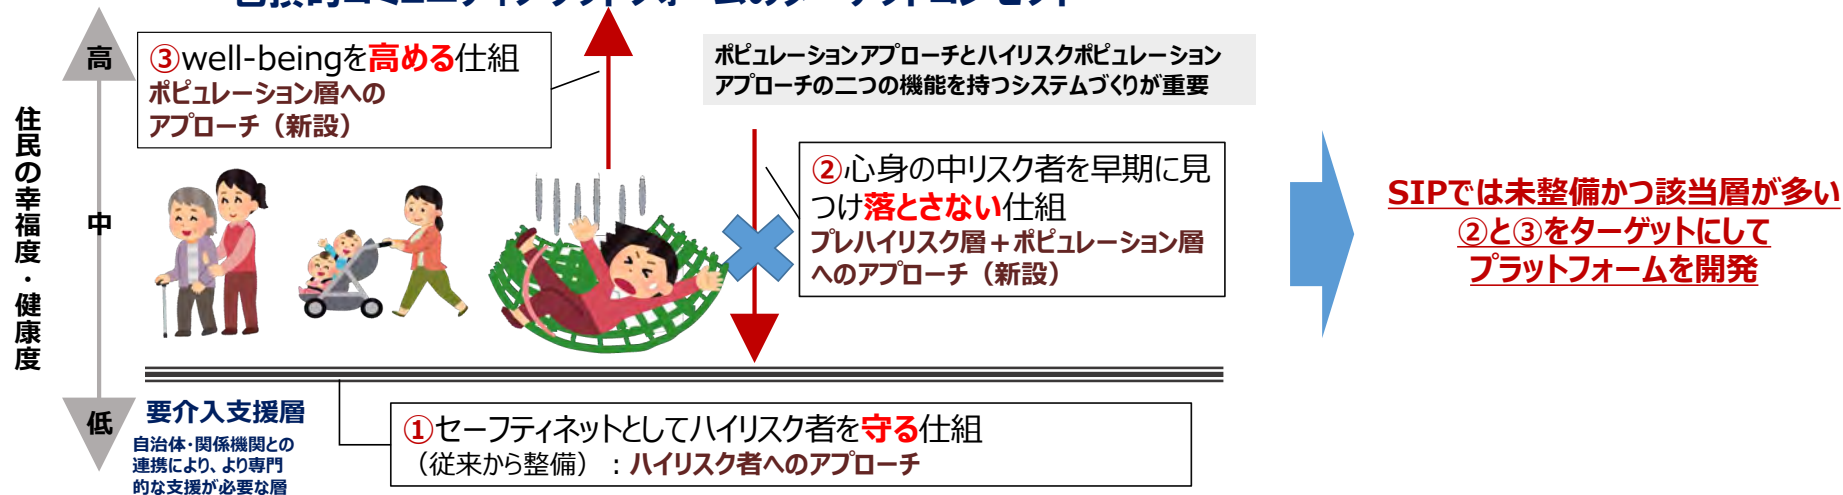 高
中
低
住民の幸福度・健康度
③well-beingを高める仕組
ポピュレーション層への
アプローチ（新設）
ポピュレーションアプローチとハイリスクポピュレーション
アプローチの二つの機能を持つシステムづくりが重要
②心身の中リスク者を早期に見
つけ落とさない仕組
プレハイリスク層＋ポピュレーション層
へのアプローチ（新設）
SIPでは未整備かつ該当層が多い
②と③をターゲットにして
プラットフォームを開発
要介入支援層
自治体・関係機関との
連携により、より専門
的な支援が必要な層
①セーフティネットとしてハイリスク者を守る仕組
（従来から整備）：ハイリスク者へのアプローチ